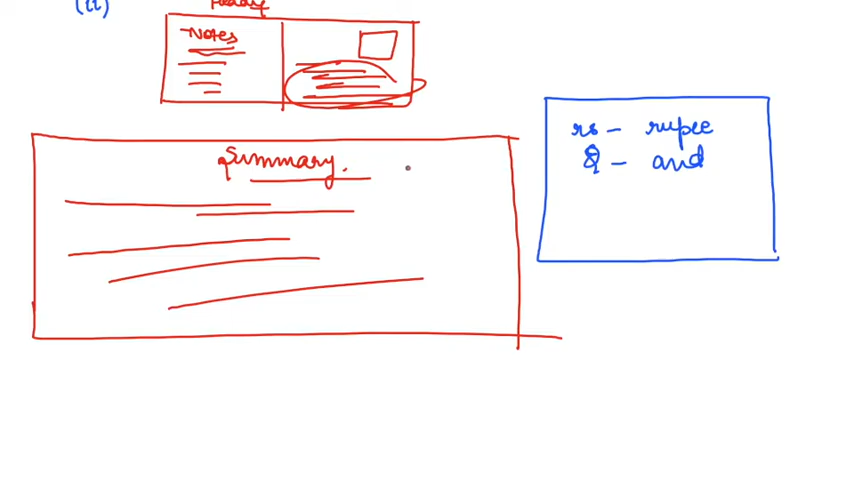 (ii)
Notes
Summary.
rs - rupee
& - and